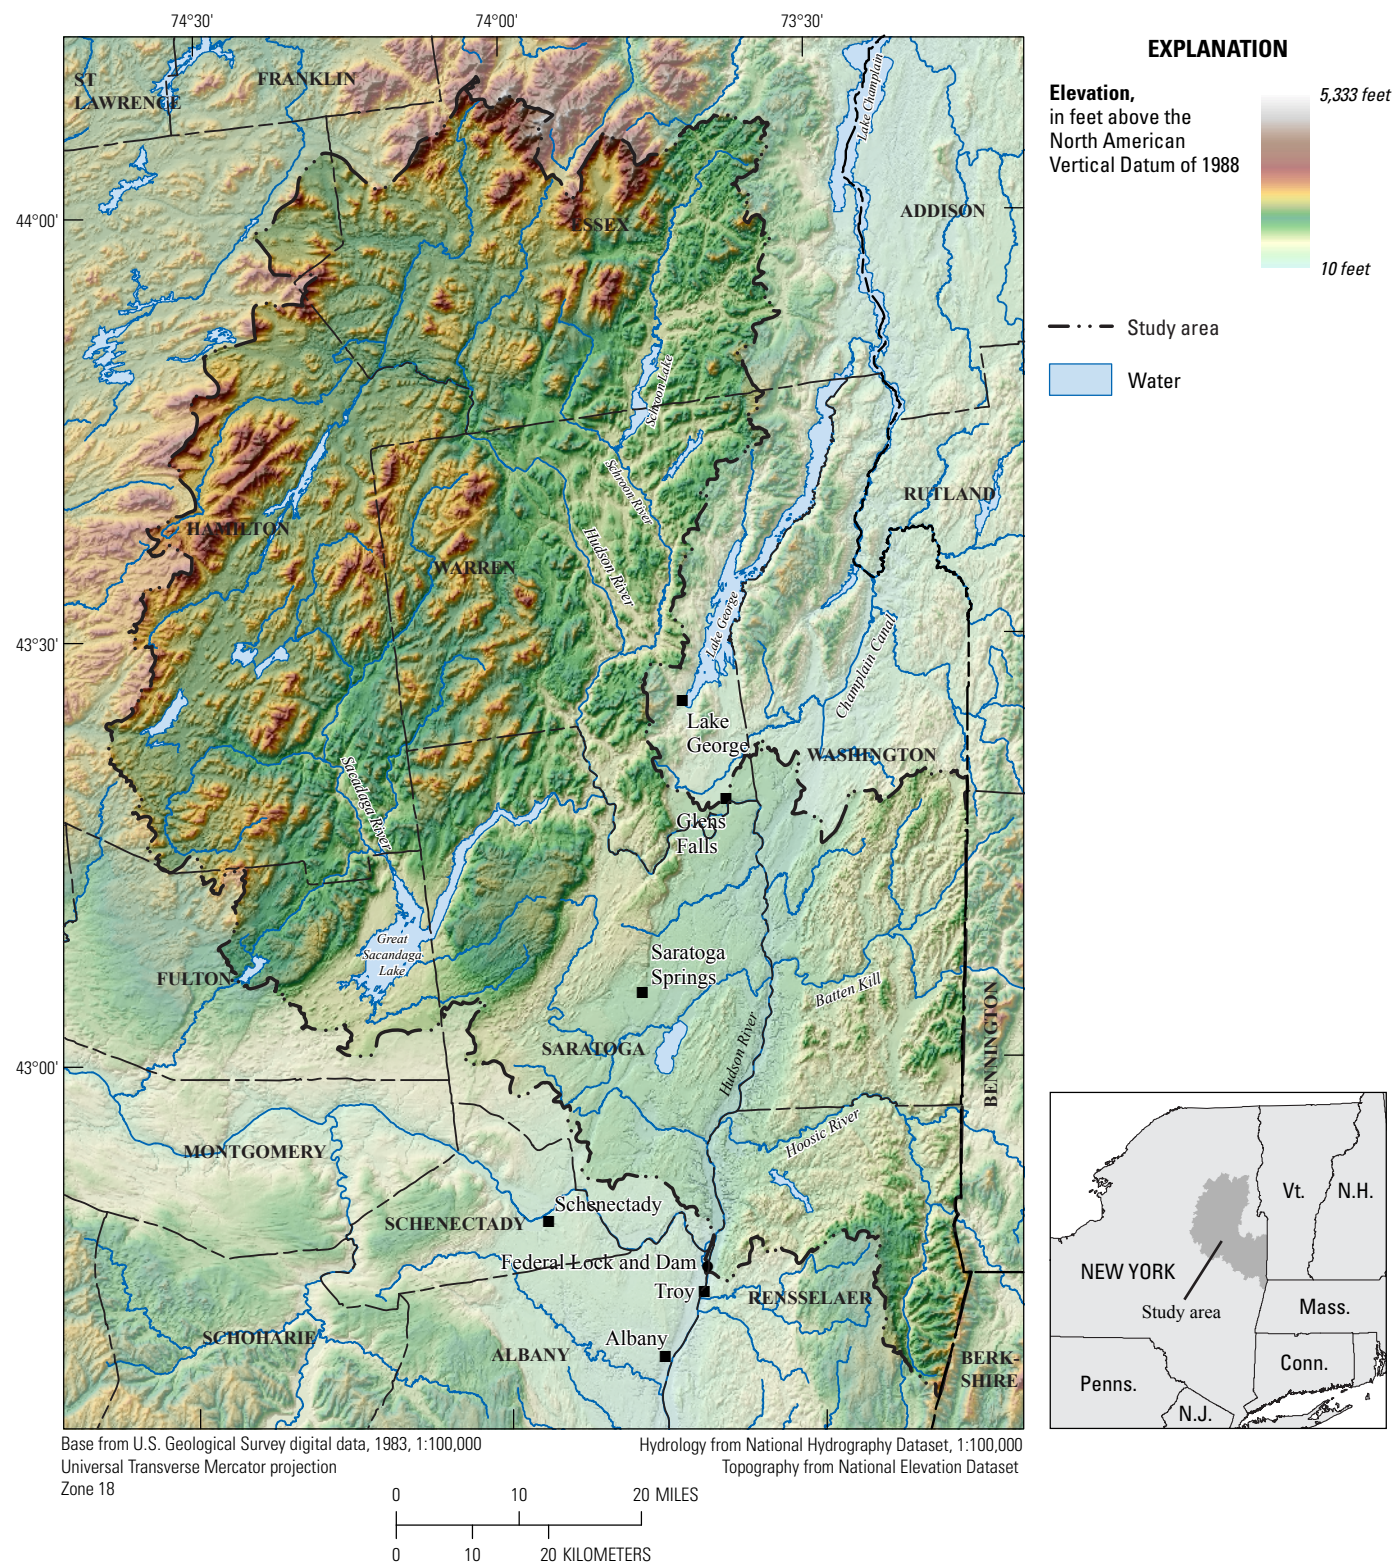 74°30'
74°00'
73°30'
44°00'
43°30'
43°00'
ST
LAWRENCE
FRANKLIN
Lake Champlain
ADDISON
ESSEX
Schroon Lake
Schroon River
Hudson River
RUTLAND
HAMILTON
WARREN
Lake George
Champlain Canal
Lake
George
WASHINGTON
Sacadaga River
Glens
Falls
Great
Sacandaga
Lake
Saratoga
Springs
FULTON
Batten Kill
BENNINGTON
SARATOGA
Hudson River
Hoosic River
MONTGOMERY
Schenectady
SCHENECTADY
Federal Lock and Dam
Troy
RENSSELAER
SCHOHARIE
Albany
ALBANY
BERK-
SHIRE
EXPLANATION
Elevation,
in feet above the
North American
Vertical Datum of 1988
5,333 feet
10 feet
Study area
Water
Vt.
N.H.
NEW YORK
Study area
Mass.
Conn.
Penns.
N.J.
Base from U.S. Geological Survey digital data, 1983, 1:100,000
Universal Transverse Mercator projection
Zone 18
Hydrology from National Hydrography Dataset, 1:100,000
Topography from National Elevation Dataset
0 10 20 MILES
0 10 20 KILOMETERS